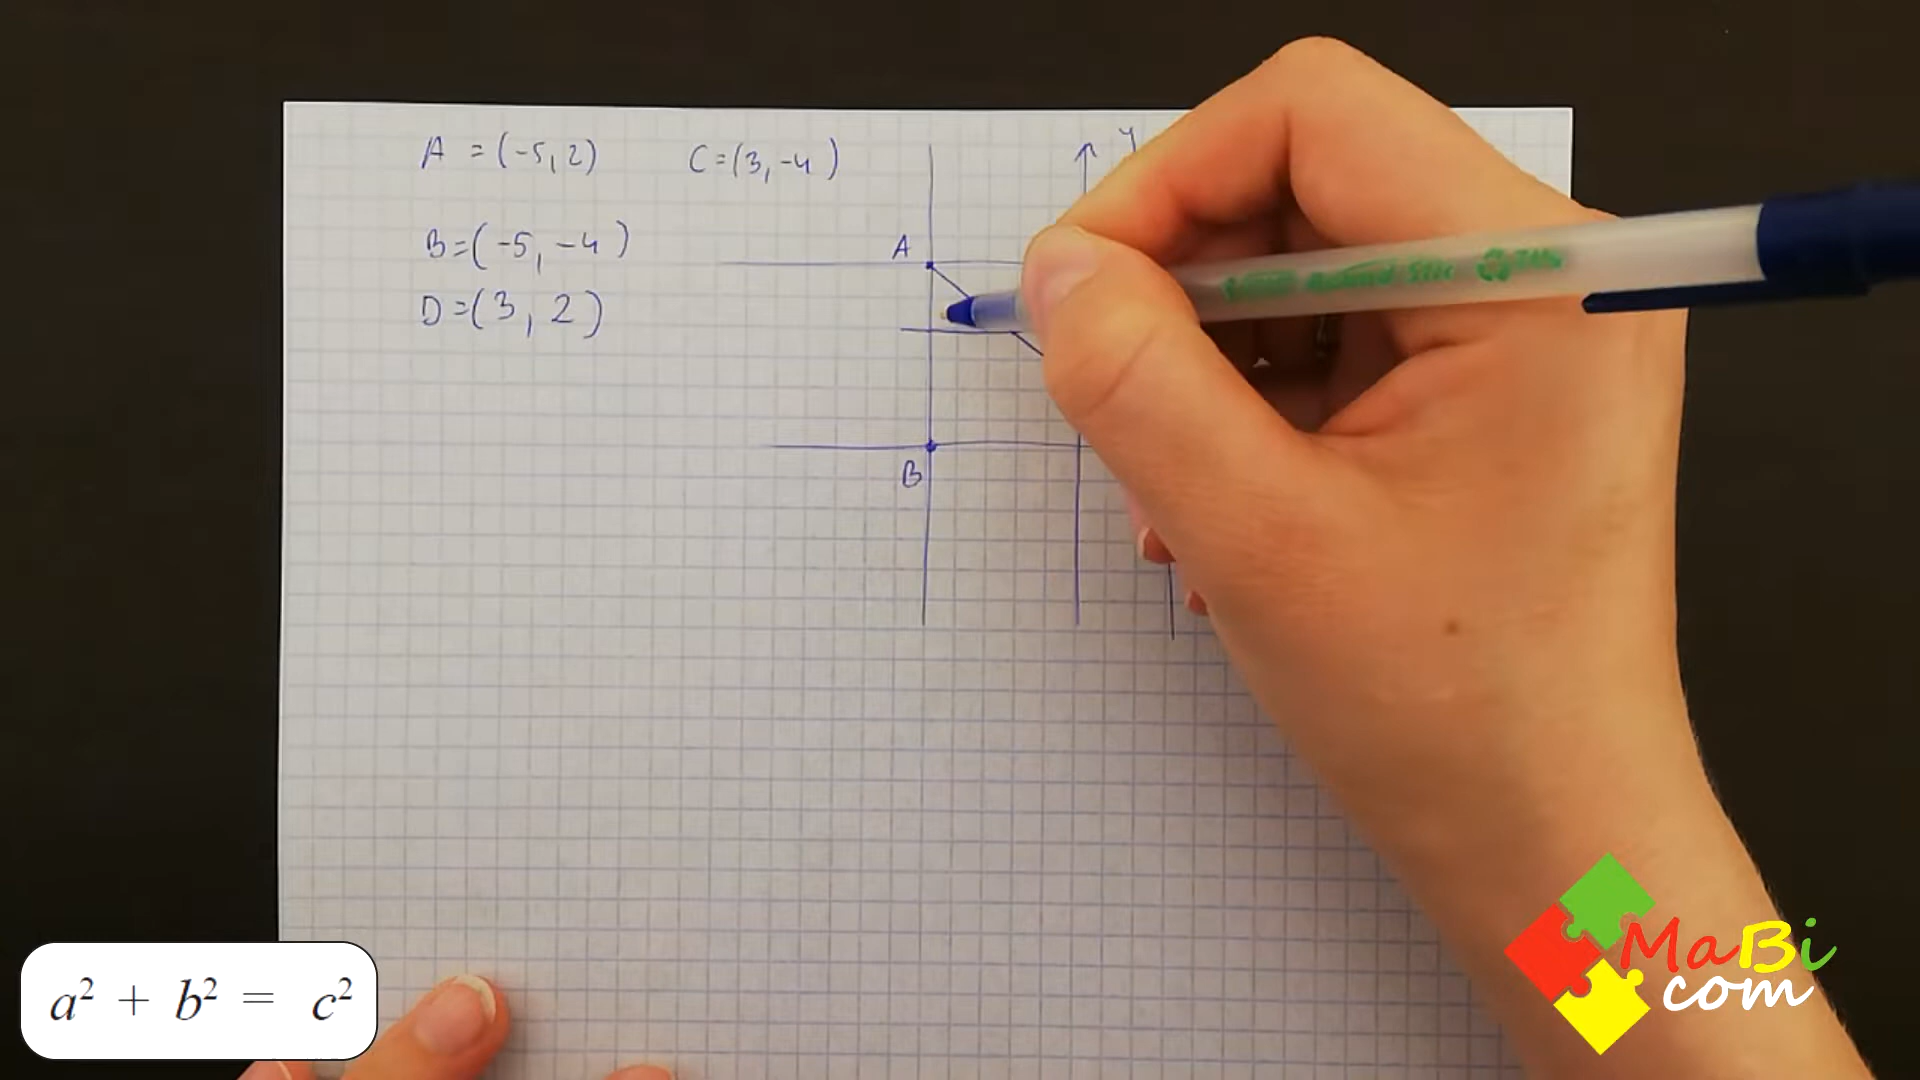 A = (-5,2) C=(3,-4)
B=(-5,-4)
D=(3,2)
y
A
B
a² + b² = c²
MaBi
com